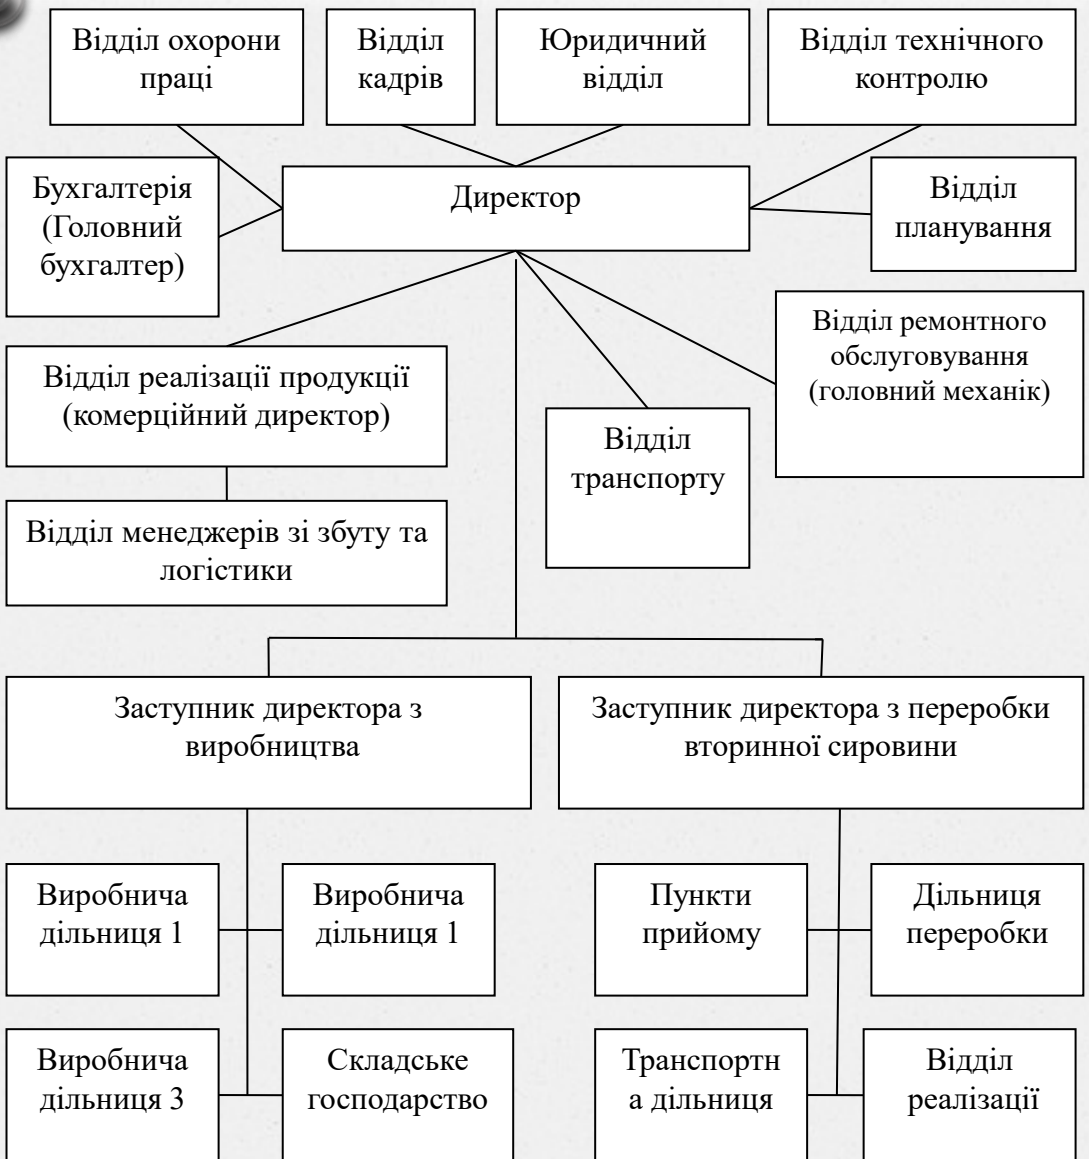 Відділ охорони
праці
Відділ
кадрів
Юридичний
відділ
Відділ технічного
контролю
Бухгалтерія
(Головний
бухгалтер)
Директор
Відділ
планування
Відділ ремонтного
обслуговування
(головний механік)
Відділ реалізації продукції
(комерційний директор)
Відділ
транспорту
Відділ менеджерів зі збуту та
логістики
Заступник директора з
виробництва
Заступник директора з переробки
вторинної сировини
Виробнича
дільниця 1
Виробнича
дільниця 1
Пункти
прийому
Дільниця
переробки
Виробнича
дільниця 3
Складське
господарство
Транспортн
а дільниця
Відділ
реалізації